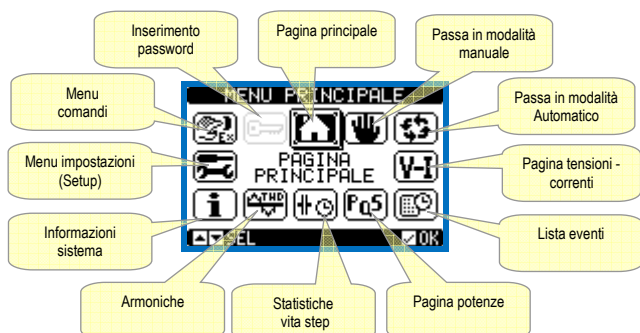 Inserimento
password
Pagina principale
Passa in modalità
manuale
Menu
comandi
Passa in modalità
Automatico
MENU PRINCIPALE
Ex
Menu impostazioni
(Setup)
PAGINA
PRINCIPALE
V-I
Pagina tensioni -
correnti
i
THD
PQS
Informazioni
sistema
Lista eventi
SEL
OK
Armoniche
Statistiche
vita step
Pagina potenze